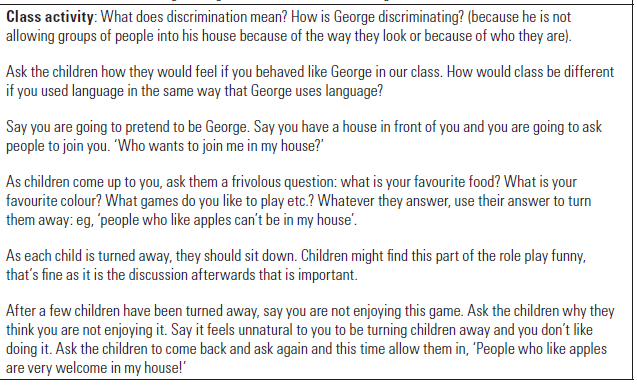 Class activity: What does discrimination mean? How is George discriminating? (because he is not
allowing groups of people into his house because of the way they look or because of who they are).
Ask the children how they would feel if you behaved like George in our class. How would class be different
if you used language in the same way that George uses language?
Say you are going to pretend to be George. Say you have a house in front of you and you are going to ask
people to join you. ‘Who wants to join me in my house?’
As children come up to you, ask them a frivolous question: what is your favourite food? What is your
favourite colour? What games do you like to play etc.? Whatever they answer, use their answer to turn
them away: eg, ‘people who like apples can’t be in my house’.
As each child is turned away, they should sit down. Children might find this part of the role play funny,
that’s fine as it is the discussion afterwards that is important.
After a few children have been turned away, say you are not enjoying this game. Ask the children why they
think you are not enjoying it. Say it feels unnatural to you to be turning children away and you don’t like
doing it. Ask the children to come back and ask again and this time allow them in, ‘People who like apples
are very welcome in my house!’